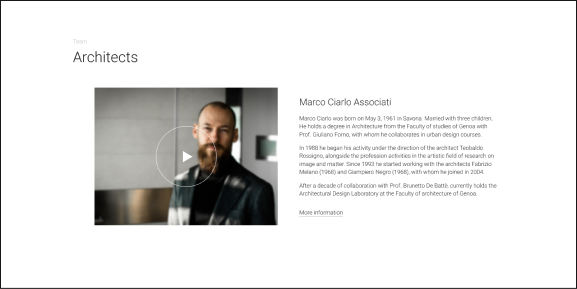 Team
Architects
Marco Ciarlo Associati
Marco Ciarlo was born on May 3, 1961 in Savona. Married with three children.
He holds a degree in Architecture from the Faculty of studies of Genoa with
Prof. Giuliano Forno, with whom he collaborates in urban design courses.
In 1988 he began his activity under the direction of the architect Teobaldo
Rossigno, alongside the profession activities in the artistic field of research on
image and matter. Since 1993 he started working with the architects Fabrizio
Melano (1968) and Giampiero Negro (1968), with whom he joined in 2004.
After a decade of collaboration with Prof. Brunetto De Battè, currently holds the
Architectural Design Laboratory at the Faculty of architecture of Genoa.
More information